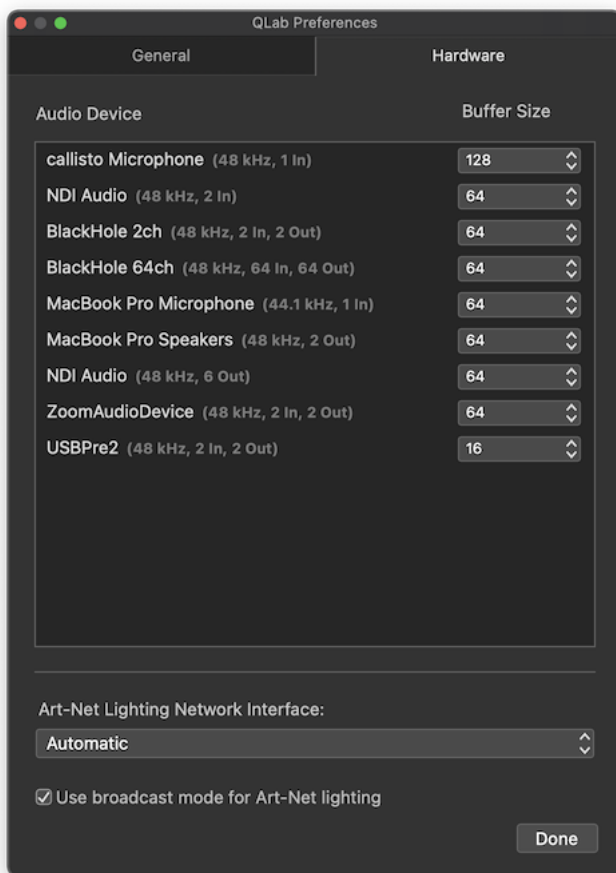 QLab Preferences
General Hardware
Audio Device Buffer Size
callisto Microphone (48 kHz, 1 In) 128
NDI Audio (48 kHz, 2 In) 64
BlackHole 2ch (48 kHz, 2 In, 2 Out) 64
BlackHole 64ch (48 kHz, 64 In, 64 Out) 64
MacBook Pro Microphone (44.1 kHz, 1 In) 64
MacBook Pro Speakers (48 kHz, 2 Out) 64
NDI Audio (48 kHz, 6 Out) 64
ZoomAudioDevice (48 kHz, 2 In, 2 Out) 64
USBPre2 (48 kHz, 2 In, 2 Out) 16
Art-Net Lighting Network Interface:
Automatic
Use broadcast mode for Art-Net lighting
Done